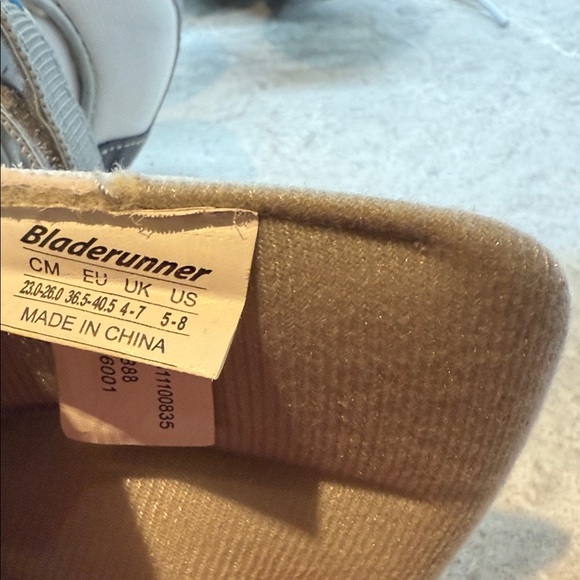 Bladerunner
CM EU UK US
23.0-26.0 36.5-40.5 4-7 5-8
MADE IN CHINA
11100835
388
6001